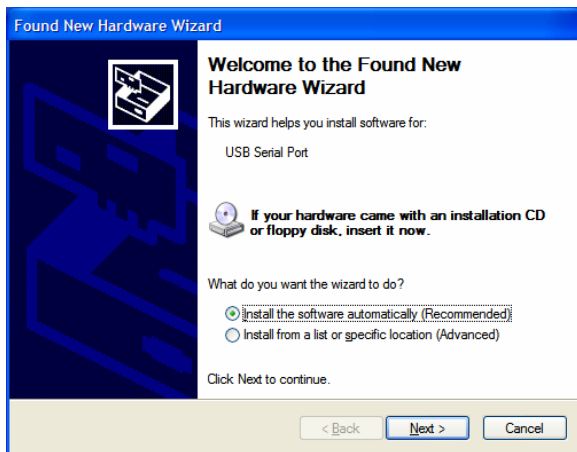 Found New Hardware Wizard
Welcome to the Found New
Hardware Wizard
This wizard helps you install software for:
USB Serial Port
If your hardware came with an installation CD
or floppy disk, insert it now.
What do you want the wizard to do?
Install the software automatically (Recommended)
Install from a list or specific location (Advanced)
Click Next to continue.
< Back Next > Cancel